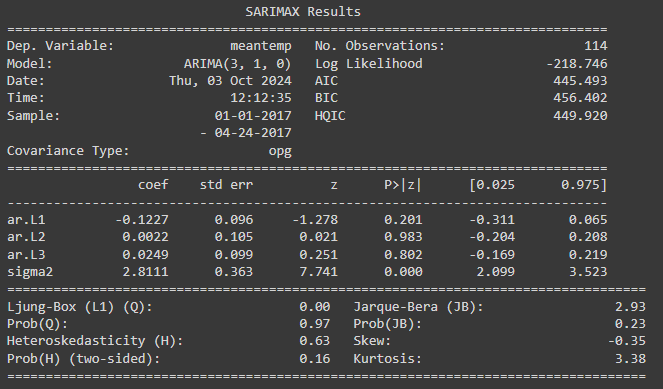 SARIMAX Results
==============================================================================
Dep. Variable:               meantemp   No. Observations:                  114
Model:                 ARIMA(3, 1, 0)   Log Likelihood                -218.746
Date:                Thu, 03 Oct 2024   AIC                            445.493
Time:                        12:12:35   BIC                            456.402
Sample:                    01-01-2017   HQIC                           449.920
                         - 04-24-2017
Covariance Type:                  opg
==============================================================================
                 coef    std err          z      P>|z|      [0.025      0.975]
------------------------------------------------------------------------------
ar.L1         -0.1227      0.096     -1.278      0.201      -0.311       0.065
ar.L2          0.0022      0.105      0.021      0.983      -0.204       0.208
ar.L3          0.0249      0.099      0.251      0.802      -0.169       0.219
sigma2         2.8111      0.363      7.741      0.000       2.099       3.523
===================================================================================
Ljung-Box (L1) (Q):                   0.00   Jarque-Bera (JB):                 2.93
Prob(Q):                              0.97   Prob(JB):                         0.23
Heteroskedasticity (H):               0.63   Skew:                            -0.35
Prob(H) (two-sided):                  0.16   Kurtosis:                         3.38
===================================================================================